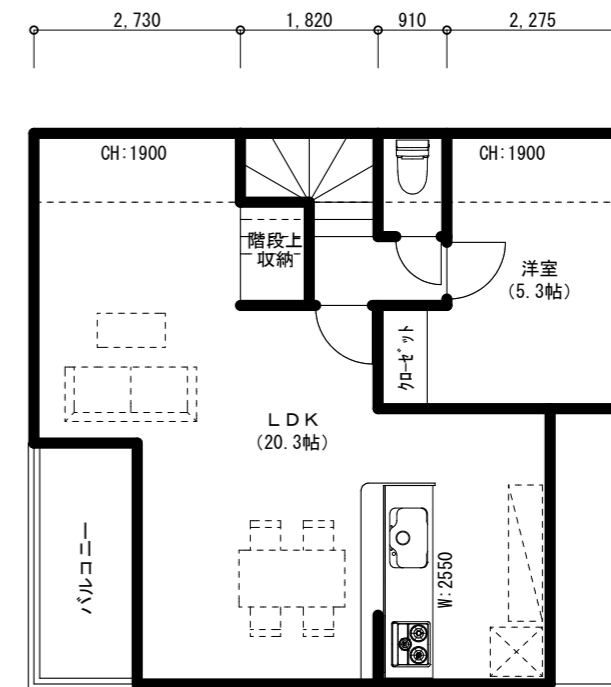 2,730
1,820
910
2,275
CH:1900
CH:1900
階段上
収納
洋室
(5.3帖)
クローゼット
LDK
(20.3帖)
バルコニー
W:2550